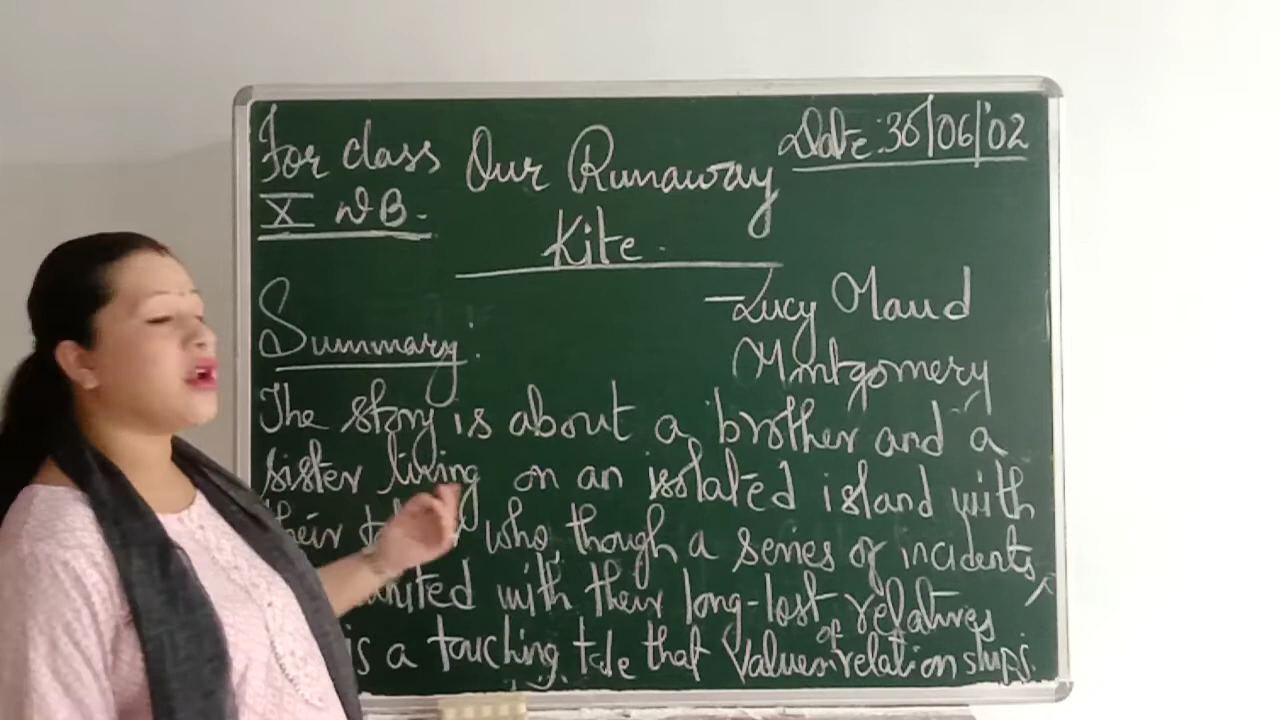 For class
X WB.
Our Runaway
Kite.
Date: 30/06/'02
– Lucy Maud
Montgomery
Summary:
The story is about a brother and a
sister living on an isolated island with
their who, though a series of incidents,
united with their long-lost relatives
is a touching tale that values of relationships.